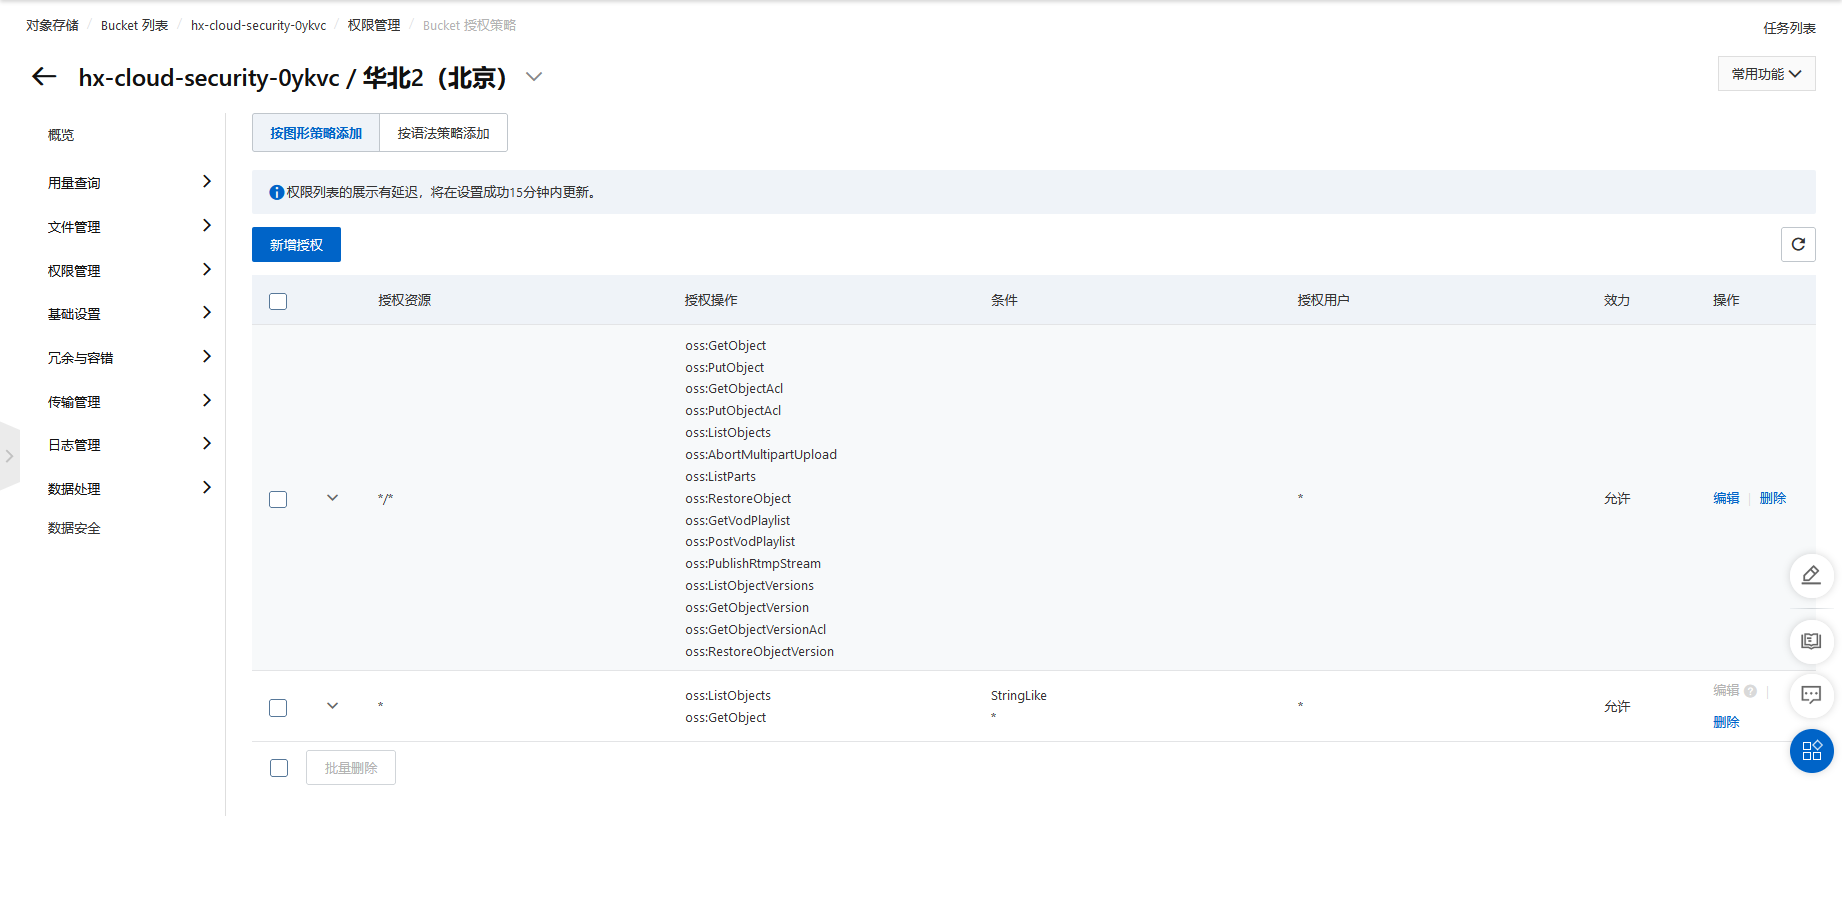 对象存储 / Bucket 列表 / hx-cloud-security-0ykvc / 权限管理 / Bucket 授权策略
任务列表
hx-cloud-security-0ykvc / 华北2（北京）
常用功能
概览
用量查询
文件管理
权限管理
基础设置
冗余与容错
传输管理
日志管理
数据处理
数据安全
按图形策略添加 按语法策略添加
权限列表的展示有延迟，将在设置成功15分钟内更新。
新增授权
授权资源 授权操作 条件 授权用户 效力 操作
oss:GetObject
oss:PutObject
oss:GetObjectAcl
oss:PutObjectAcl
oss:ListObjects
oss:AbortMultipartUpload
oss:ListParts
oss:RestoreObject
oss:GetVodPlaylist
oss:PostVodPlaylist
oss:PublishRtmpStream
oss:ListObjectVersions
oss:GetObjectVersion
oss:GetObjectVersionAcl
oss:RestoreObjectVersion
*/* * 允许 编辑 删除
oss:ListObjects
oss:GetObject
StringLike
*
* * 允许 编辑
删除
批量删除